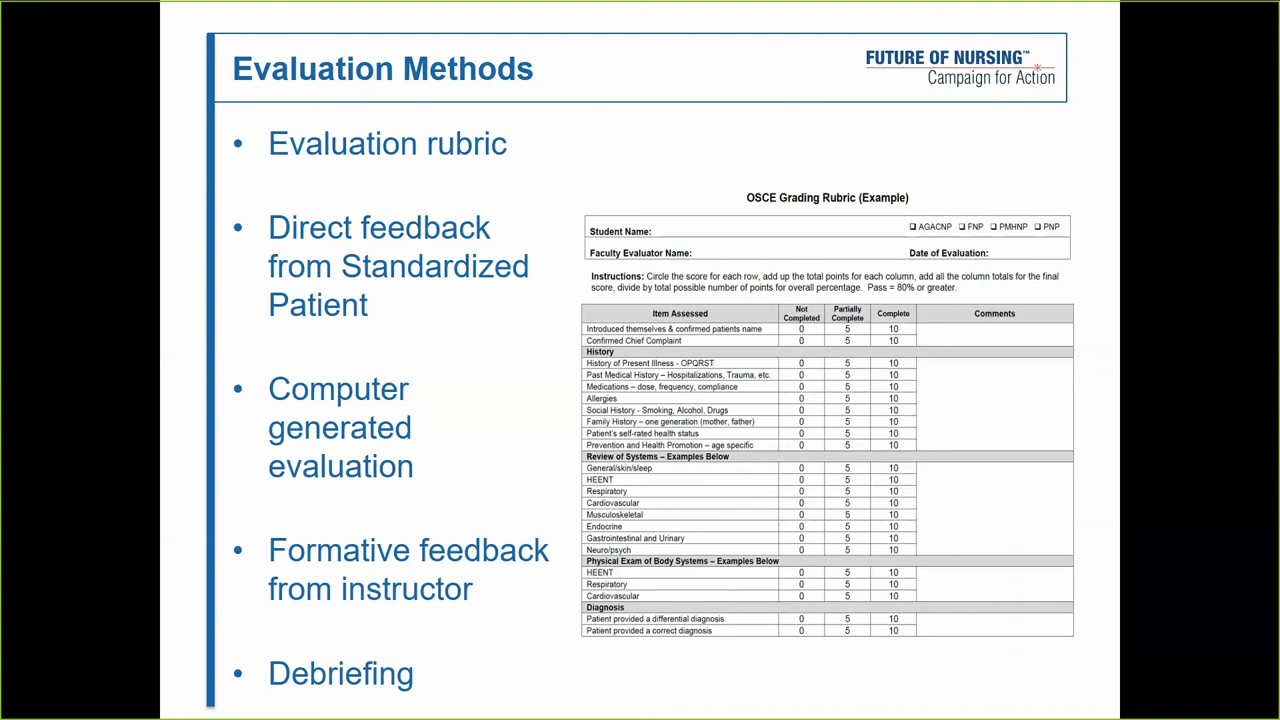 Evaluation Methods
FUTURE OF NURSING™
Campaign for Action
• Evaluation rubric
• Direct feedback
from Standardized
Patient
• Computer
generated
evaluation
• Formative feedback
from instructor
• Debriefing
OSCE Grading Rubric (Example)
Student Name: ❑ AGACNP ❑ FNP ❑ PMHNP ❑ PNP
Faculty Evaluator Name: Date of Evaluation:
Instructions: Circle the score for each row, add up the total points for each column, add all the column totals for the final
score, divide by total possible number of points for overall percentage. Pass = 80% or greater.
Item Assessed Not Completed Partially Complete Complete Comments
Introduced themselves & confirmed patients name 0 5 10
Confirmed Chief Complaint 0 5 10
History
History of Present Illness - OPQRST 0 5 10
Past Medical History – Hospitalizations, Trauma, etc. 0 5 10
Medications – dose, frequency, compliance 0 5 10
Allergies 0 5 10
Social History - Smoking, Alcohol, Drugs 0 5 10
Family History – one generation (mother, father) 0 5 10
Patient's self-rated health status 0 5 10
Prevention and Health Promotion – age specific 0 5 10
Review of Systems – Examples Below
General/skin/sleep 0 5 10
HEENT 0 5 10
Respiratory 0 5 10
Cardiovascular 0 5 10
Musculoskeletal 0 5 10
Endocrine 0 5 10
Gastrointestinal and Urinary 0 5 10
Neuro/psych 0 5 10
Physical Exam of Body Systems – Examples Below
HEENT 0 5 10
Respiratory 0 5 10
Cardiovascular 0 5 10
Diagnosis
Patient provided a differential diagnosis 0 5 10
Patient provided a correct diagnosis 0 5 10